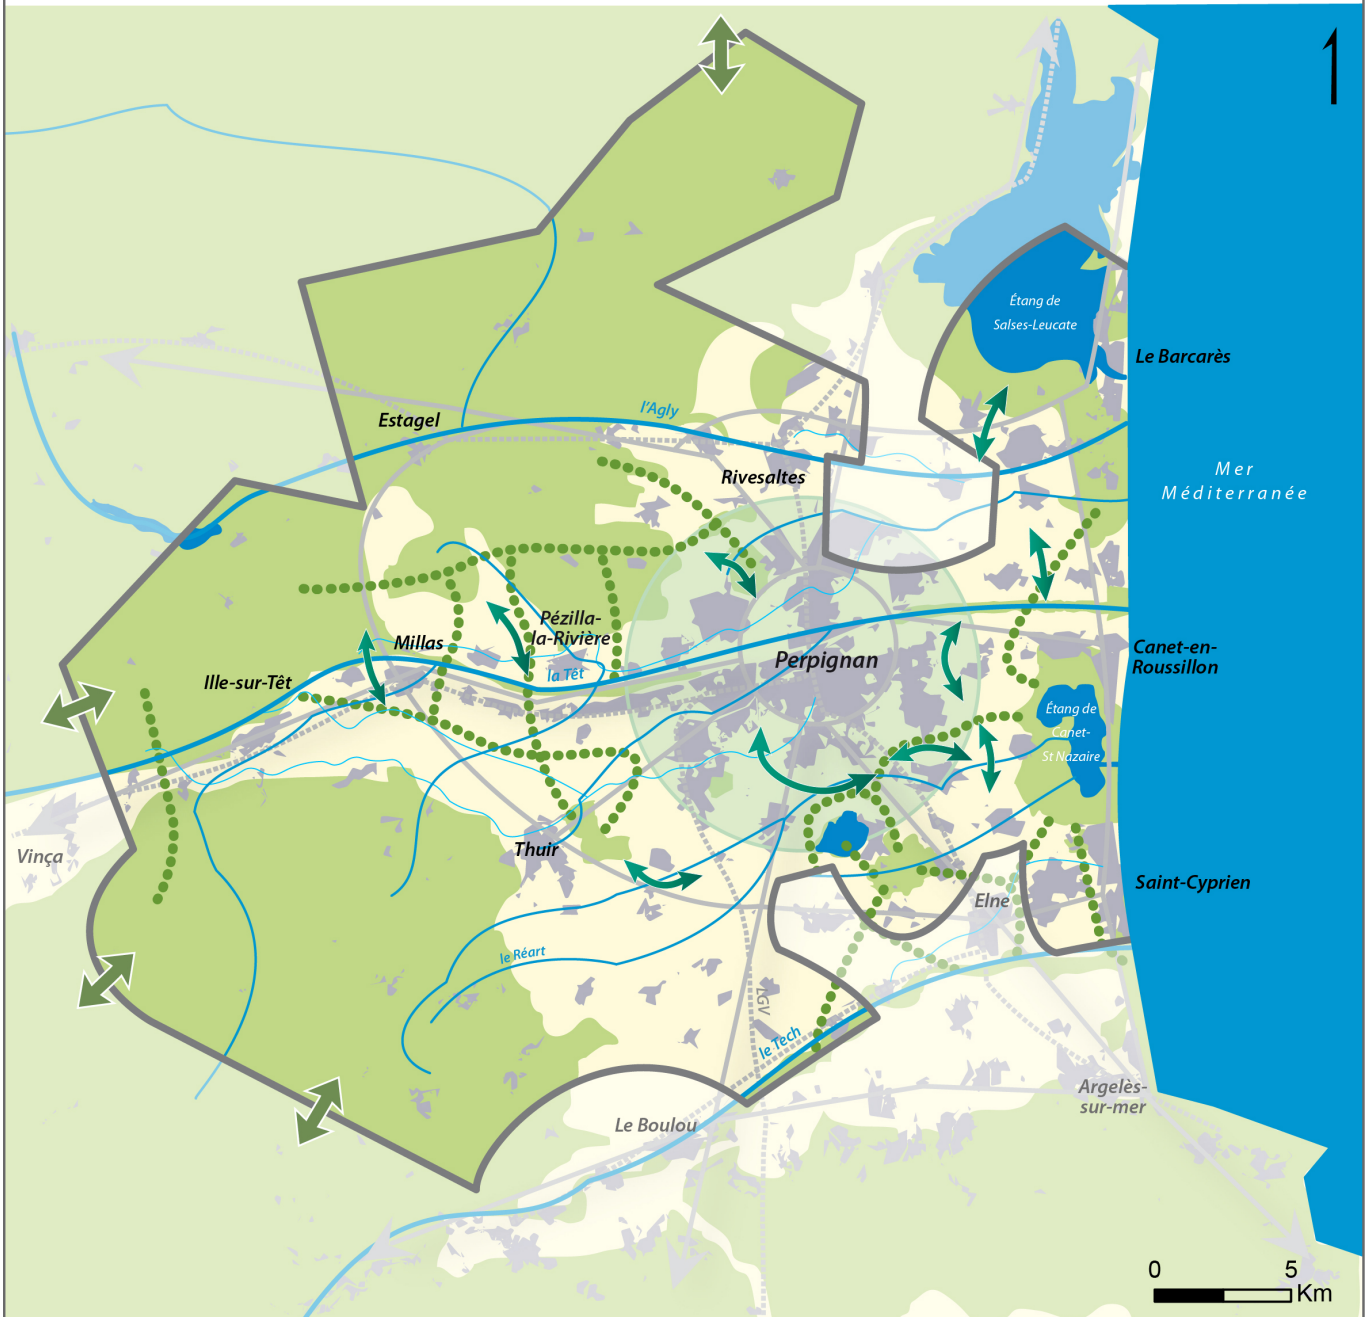 Étang de
Salses-Leucate
Le Barcarès
l'Agly
Estagel
Mer
Méditerranée
Rivesaltes
Pézilla-
la-Rivière
Millas
Canet-en-
Roussillon
Perpignan
la Têt
Ille-sur-Têt
Étang de
Canet-
St Nazaire
Thuir
Vinça
Saint-Cyprien
Elne
le Réart
LGV
le Tech
Argelès-
sur-mer
Le Boulou
0 5
Km